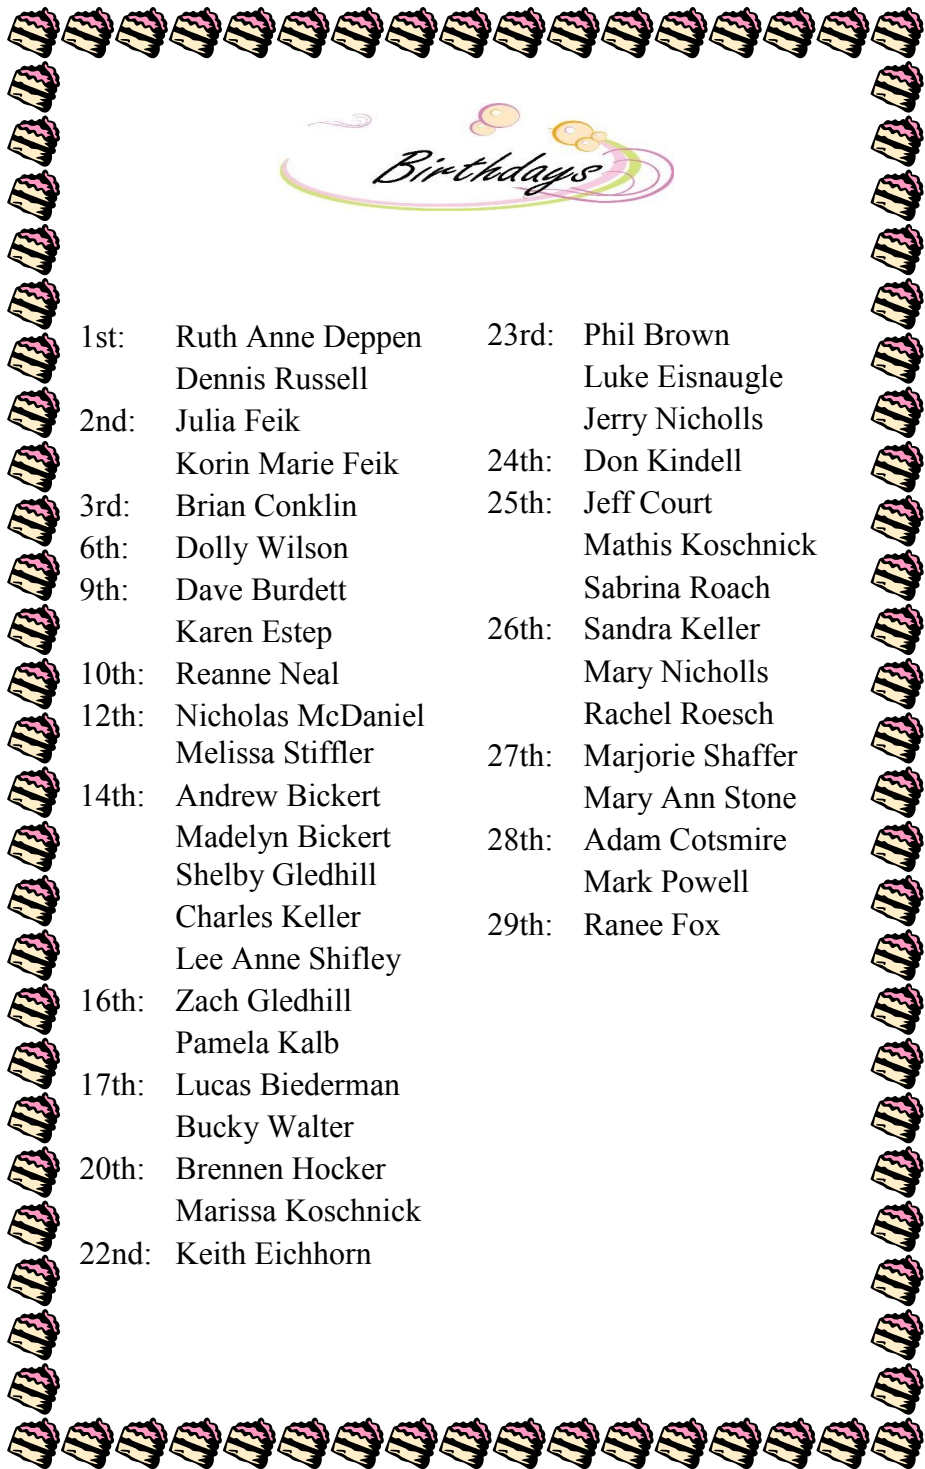 Birthdays
1st: Ruth Anne Deppen
Dennis Russell
2nd: Julia Feik
Korin Marie Feik
3rd: Brian Conklin
6th: Dolly Wilson
9th: Dave Burdett
Karen Estep
10th: Reanne Neal
12th: Nicholas McDaniel
Melissa Stiffler
14th: Andrew Bickert
Madelyn Bickert
Shelby Gledhill
Charles Keller
Lee Anne Shifley
16th: Zach Gledhill
Pamela Kalb
17th: Lucas Biederman
Bucky Walter
20th: Brennen Hocker
Marissa Koschnick
22nd: Keith Eichhorn
23rd: Phil Brown
Luke Eisnaugle
Jerry Nicholls
24th: Don Kindell
25th: Jeff Court
Mathis Koschnick
Sabrina Roach
26th: Sandra Keller
Mary Nicholls
Rachel Roesch
27th: Marjorie Shaffer
Mary Ann Stone
28th: Adam Cotsmire
Mark Powell
29th: Ranee Fox